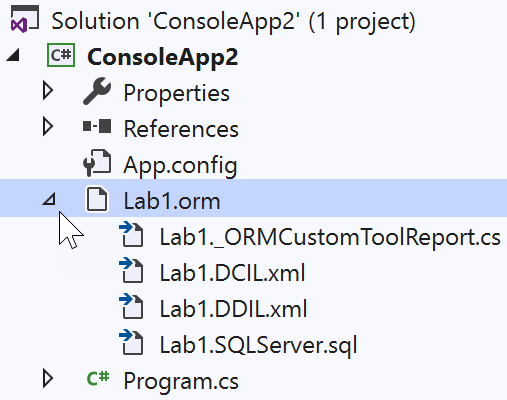 Solution 'ConsoleApp2' (1 project)
C# ConsoleApp2
Properties
References
App.config
Lab1.orm
Lab1._ORMCustomToolReport.cs
Lab1.DCIL.xml
Lab1.DDIL.xml
Lab1.SQLServer.sql
C# Program.cs